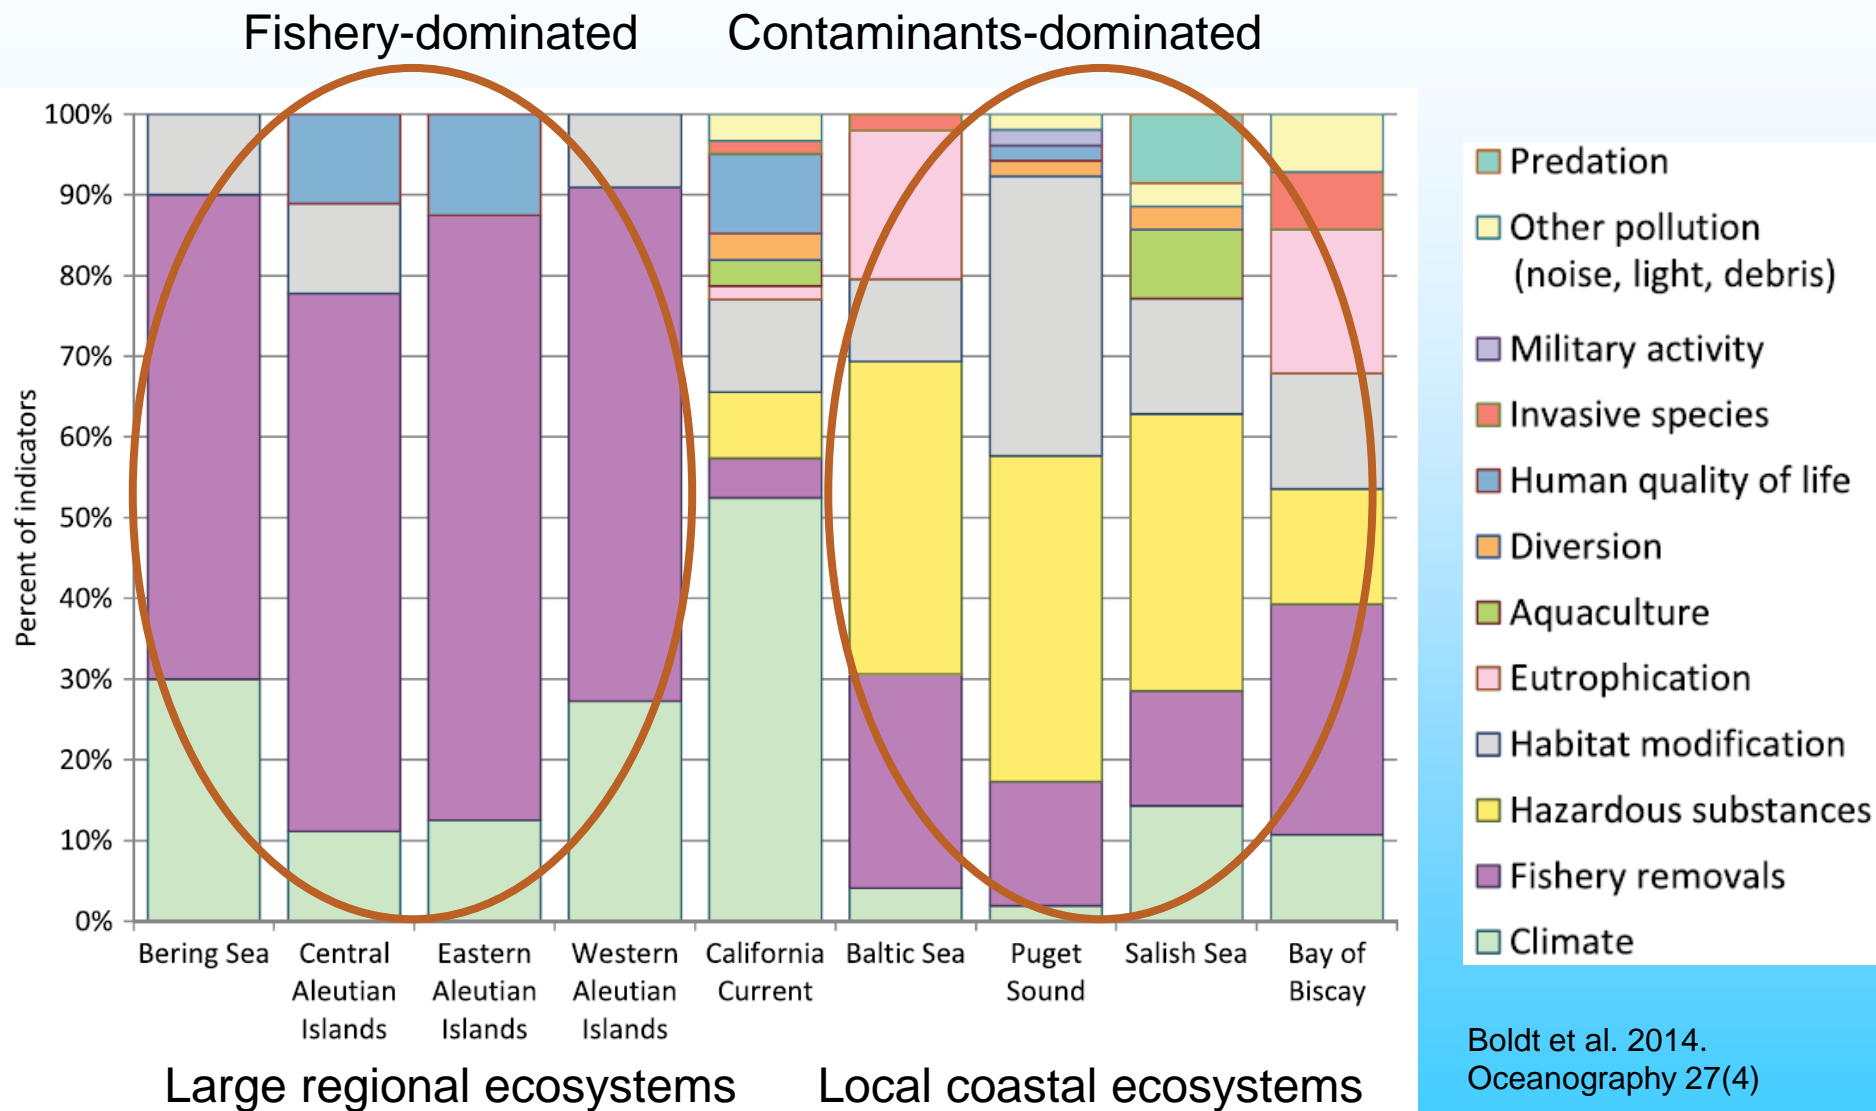 Fishery-dominated
Contaminants-dominated
100%
90%
80%
70%
60%
50%
40%
30%
20%
10%
0%
Percent of indicators
Bering Sea
Central
Aleutian
Islands
Eastern
Aleutian
Islands
Western
Aleutian
Islands
California
Current
Baltic Sea
Puget
Sound
Salish Sea
Bay of
Biscay
Large regional ecosystems
Local coastal ecosystems
Predation
Other pollution
(noise, light, debris)
Military activity
Invasive species
Human quality of life
Diversion
Aquaculture
Eutrophication
Habitat modification
Hazardous substances
Fishery removals
Climate
Boldt et al. 2014.
Oceanography 27(4)